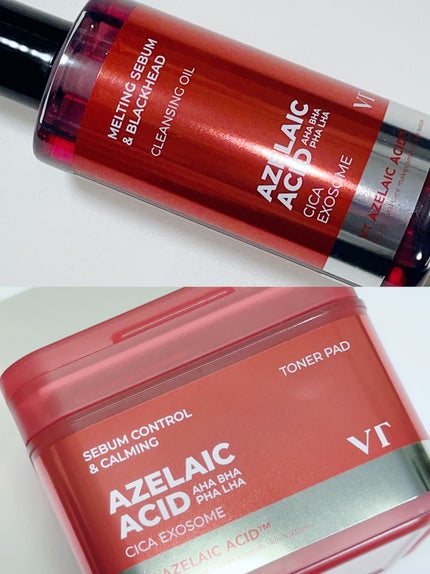 MELTING SEBUM
& BLACKHEAD
CLEANSING OIL
AZELAIC
ACID AHA BHA
PHA LHA
CICA
EXOSOME
VT
VT AZELAIC ACID™
TONER PAD
SEBUM CONTROL
& CALMING
VT
AZELAIC
ACID AHA BHA
PHA LHA
CICA EXOSOME
AZELAIC ACID™